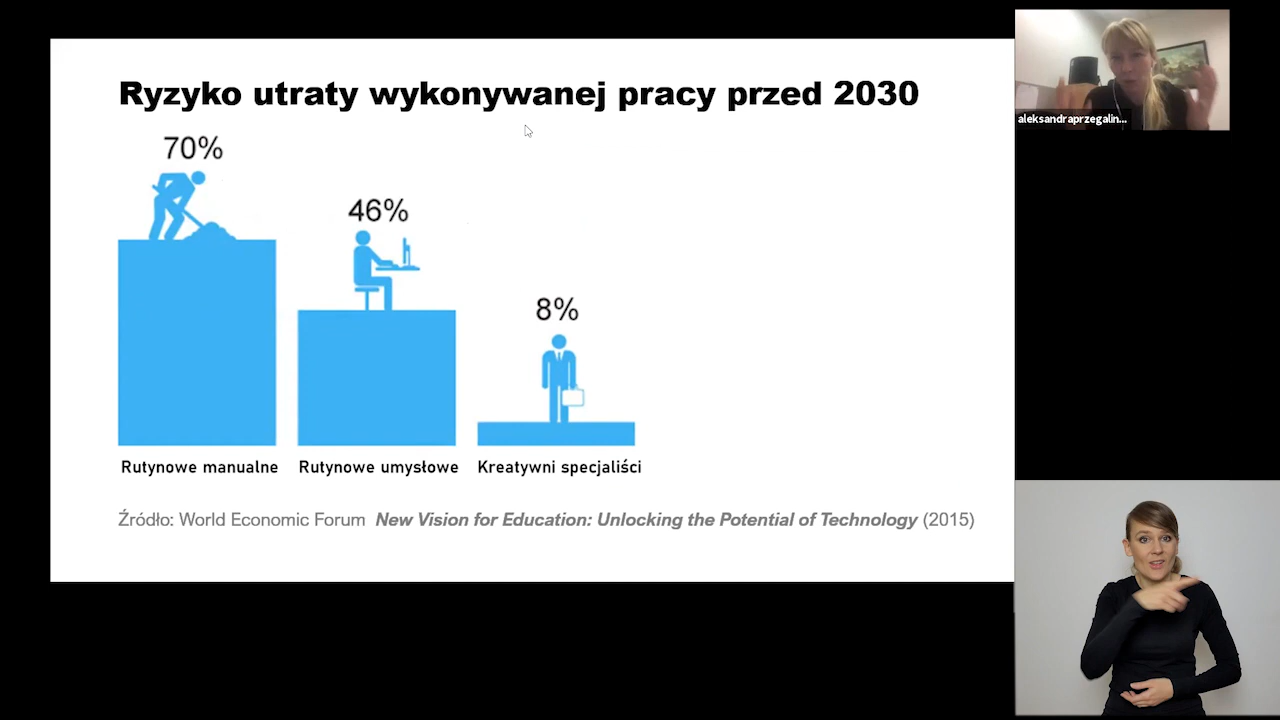 Ryzyko utraty wykonywanej pracy przed 2030
70%
46%
8%
Rutynowe manualne
Rutynowe umysłowe
Kreatywni specjaliści
Źródło: World Economic Forum New Vision for Education: Unlocking the Potential of Technology (2015)
aleksandraprzegalin...